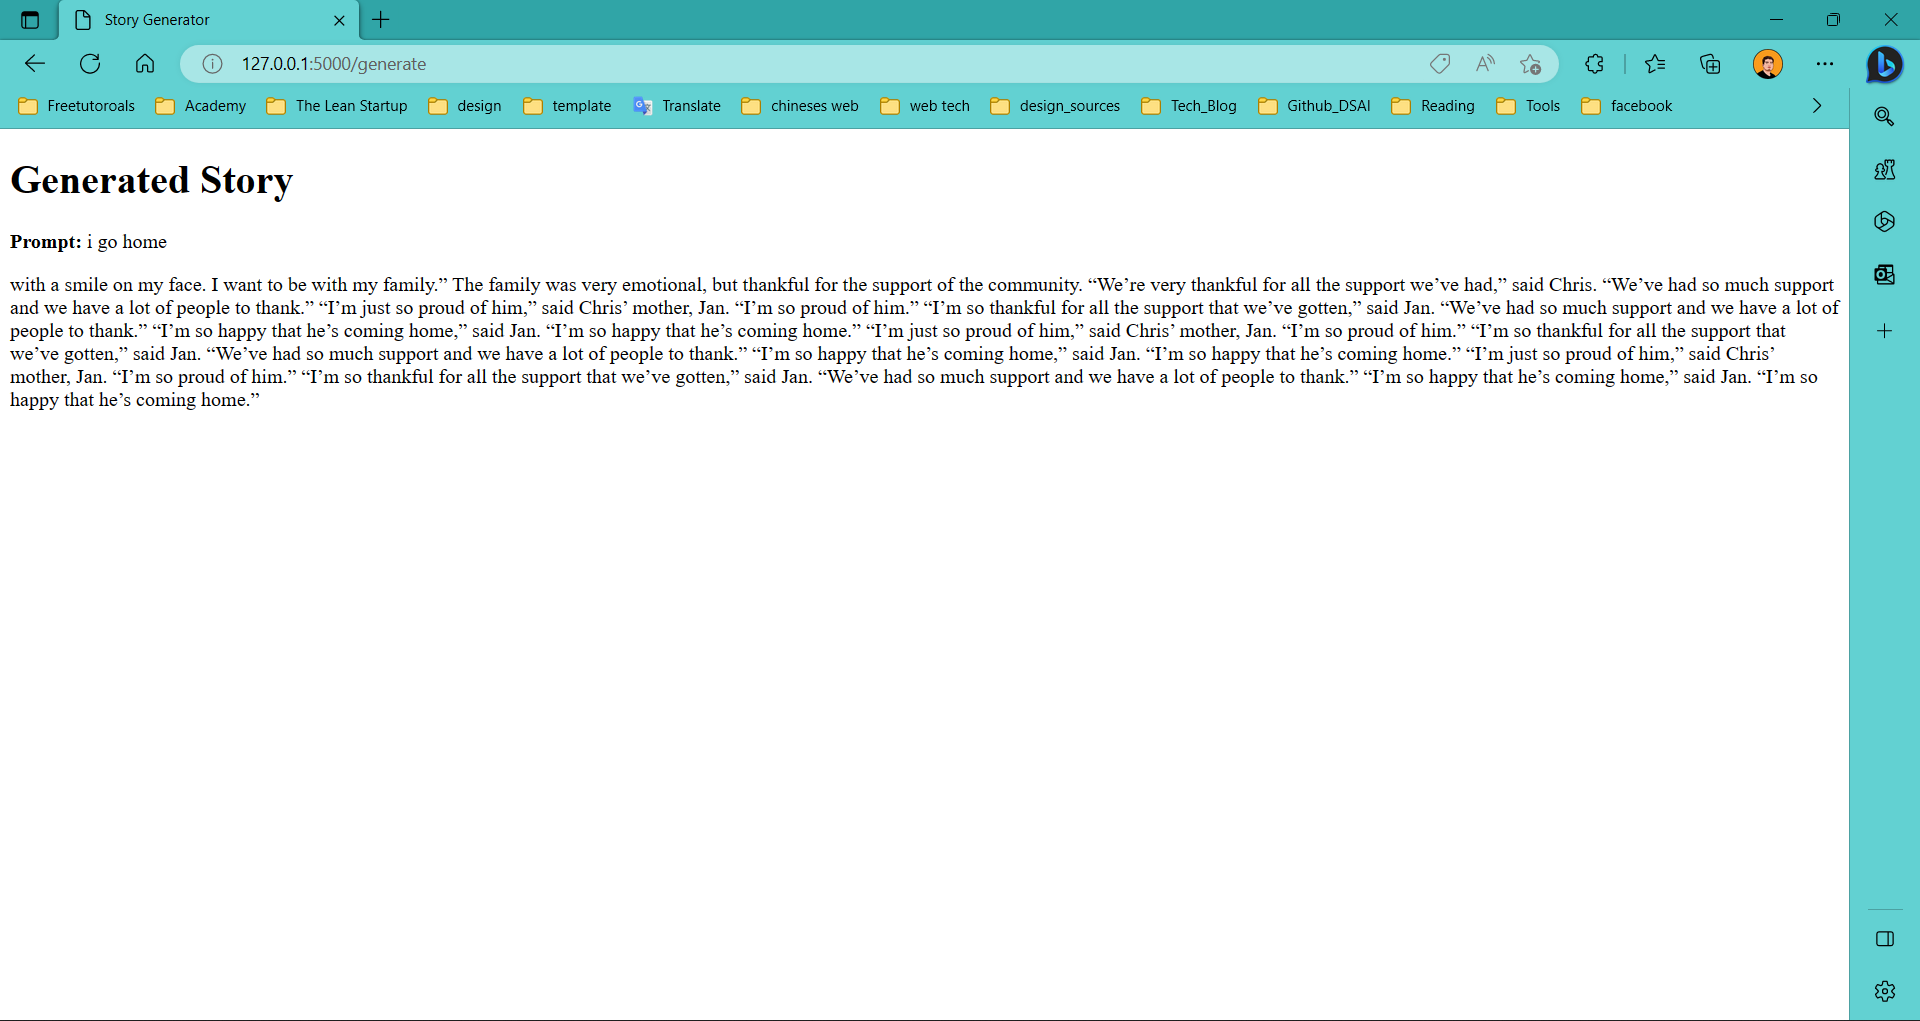 Story Generator
127.0.0.1:5000/generate
Freetutoroals Academy The Lean Startup design template Translate chineses web web tech design_sources Tech_Blog Github_DSAI Reading Tools facebook
Generated Story
Prompt: i go home
with a smile on my face. I want to be with my family.” The family was very emotional, but thankful for the support of the community. “We’re very thankful for all the support we’ve had,” said Chris. “We’ve had so much support
and we have a lot of people to thank.” “I’m just so proud of him,” said Chris’ mother, Jan. “I’m so proud of him.” “I’m so thankful for all the support that we’ve gotten,” said Jan. “We’ve had so much support and we have a lot of
people to thank.” “I’m so happy that he’s coming home,” said Jan. “I’m so happy that he’s coming home.” “I’m just so proud of him,” said Chris’ mother, Jan. “I’m so proud of him.” “I’m so thankful for all the support that
we’ve gotten,” said Jan. “We’ve had so much support and we have a lot of people to thank.” “I’m so happy that he’s coming home,” said Jan. “I’m so happy that he’s coming home.” “I’m just so proud of him,” said Chris’
mother, Jan. “I’m so proud of him.” “I’m so thankful for all the support that we’ve gotten,” said Jan. “We’ve had so much support and we have a lot of people to thank.” “I’m so happy that he’s coming home,” said Jan. “I’m so
happy that he’s coming home.”